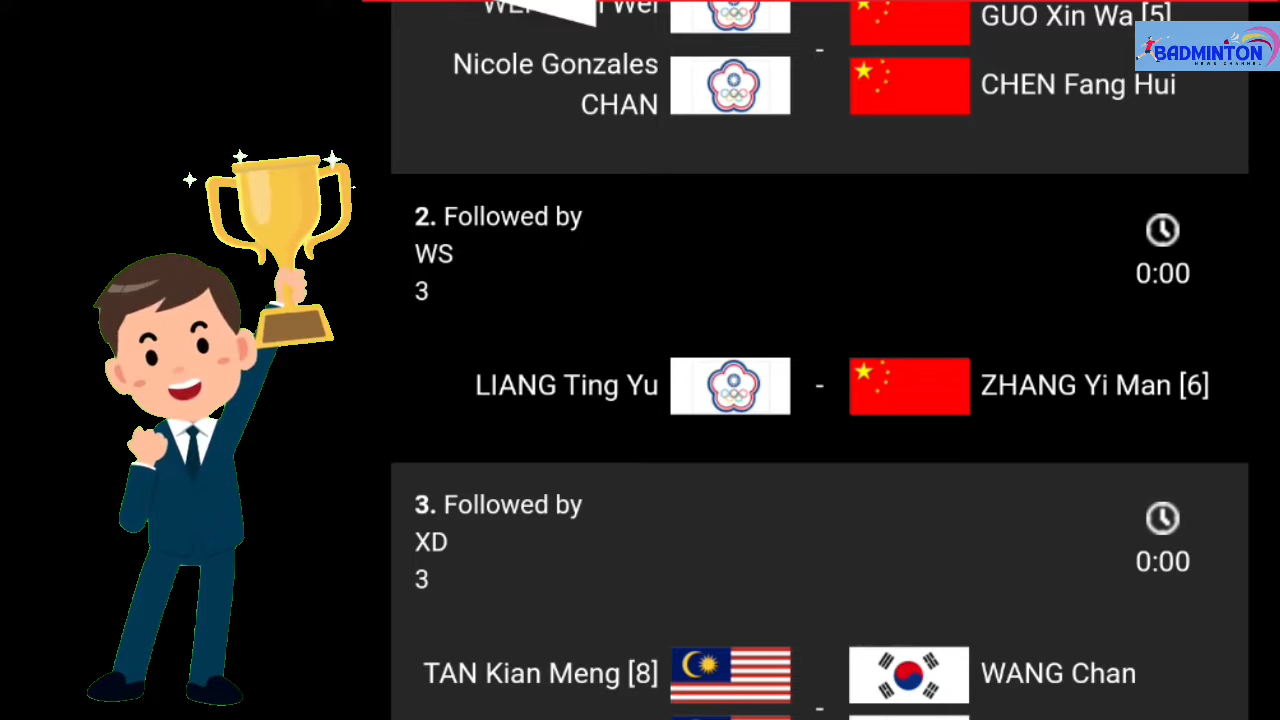 GUO Xin Wa [5]
BADMINTON
NEWS CHANNEL
Nicole Gonzales
CHAN
-
CHEN Fang Hui
2. Followed by
WS
3
0:00
LIANG Ting Yu
-
ZHANG Yi Man [6]
3. Followed by
XD
3
0:00
TAN Kian Meng [8]
-
WANG Chan